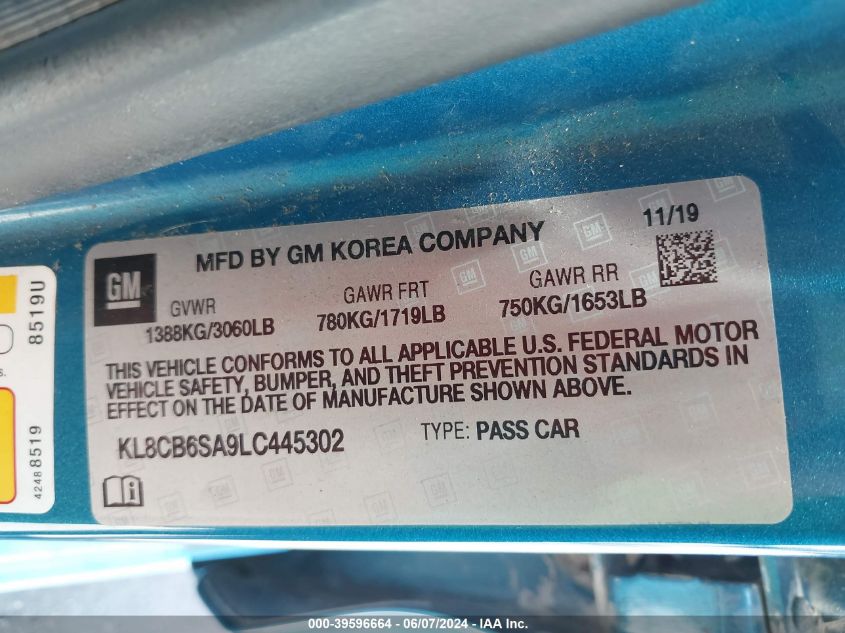 GM
MFD BY GM KOREA COMPANY
11/19
GVWR
1388KG/3060LB
GAWR FRT
780KG/1719LB
GAWR RR
750KG/1653LB
THIS VEHICLE CONFORMS TO ALL APPLICABLE U.S. FEDERAL MOTOR
VEHICLE SAFETY, BUMPER, AND THEFT PREVENTION STANDARDS IN
EFFECT ON THE DATE OF MANUFACTURE SHOWN ABOVE.
KL8CB6SA9LC445302
TYPE: PASS CAR
8519U
s.
42488519
000-39596664 - 06/07/2024 - IAA Inc.